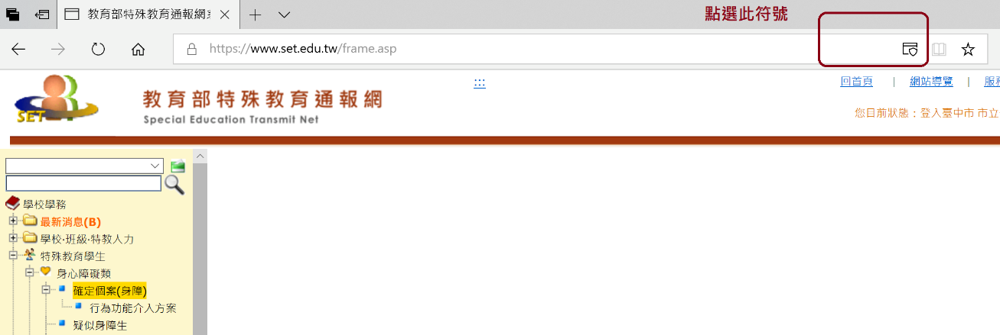 教育部特殊教育通報網
點選此符號
https://www.set.edu.tw/frame.asp
SET
教育部特殊教育通報網
Special Education Transmit Net
:::
回首頁 | 網站導覽 | 服務
您目前狀態：登入臺中市 市立
學校學務
最新消息(B)
學校‧班級‧特教人力
特殊教育學生
身心障礙類
確定個案(身障)
行為功能介入方案
疑似身障生